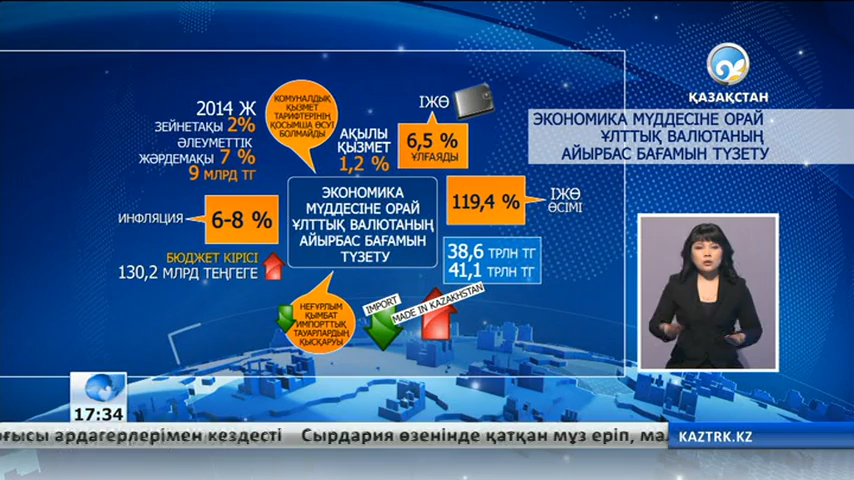 ҚАЗАҚСТАН
ЭКОНОМИКА МҮДДЕСІНЕ ОРАЙ
ҰЛТТЫҚ ВАЛЮТАНЫҢ
АЙЫРБАС БАҒАМЫН ТҮЗЕТУ
КОМУНАЛДЫҚ
ҚЫЗМЕТ
ТАРИФТЕРІНІҢ
ҚОСЫМША ӨСУІ
БОЛМАЙДЫ
2014 Ж
ЗЕЙНЕТАҚЫ 2%
ӘЛЕУМЕТТІК
ЖӘРДЕМАҚЫ 7 %
9 МЛРД ТГ
АҚЫЛЫ
ҚЫЗМЕТ
1,2 %
ІЖӨ
6,5 %
ҰЛҒАЯДЫ
ИНФЛЯЦИЯ
6-8 %
ЭКОНОМИКА
МҮДДЕСІНЕ ОРАЙ
ҰЛТТЫҚ ВАЛЮТАНЫҢ
АЙЫРБАС БАҒАМЫН
ТҮЗЕТУ
119,4 %
ІЖӨ
ӨСІМІ
БЮДЖЕТ КІРІСІ
130,2 МЛРД ТЕҢГЕГЕ
38,6 ТРЛН ТГ
41,1 ТРЛН ТГ
НЕҒҰРЛЫМ
ҚЫМБАТ
ИМПОРТТЫҚ
ТАУАРЛАРДЫҢ
ҚЫСҚАРУЫ
IMPORT
MADE IN KAZAKHSTAN
17:34
ғысы ардагерлерімен кездесті Сырдария өзенінде қатқан мұз еріп, мал
KAZTRK.KZ